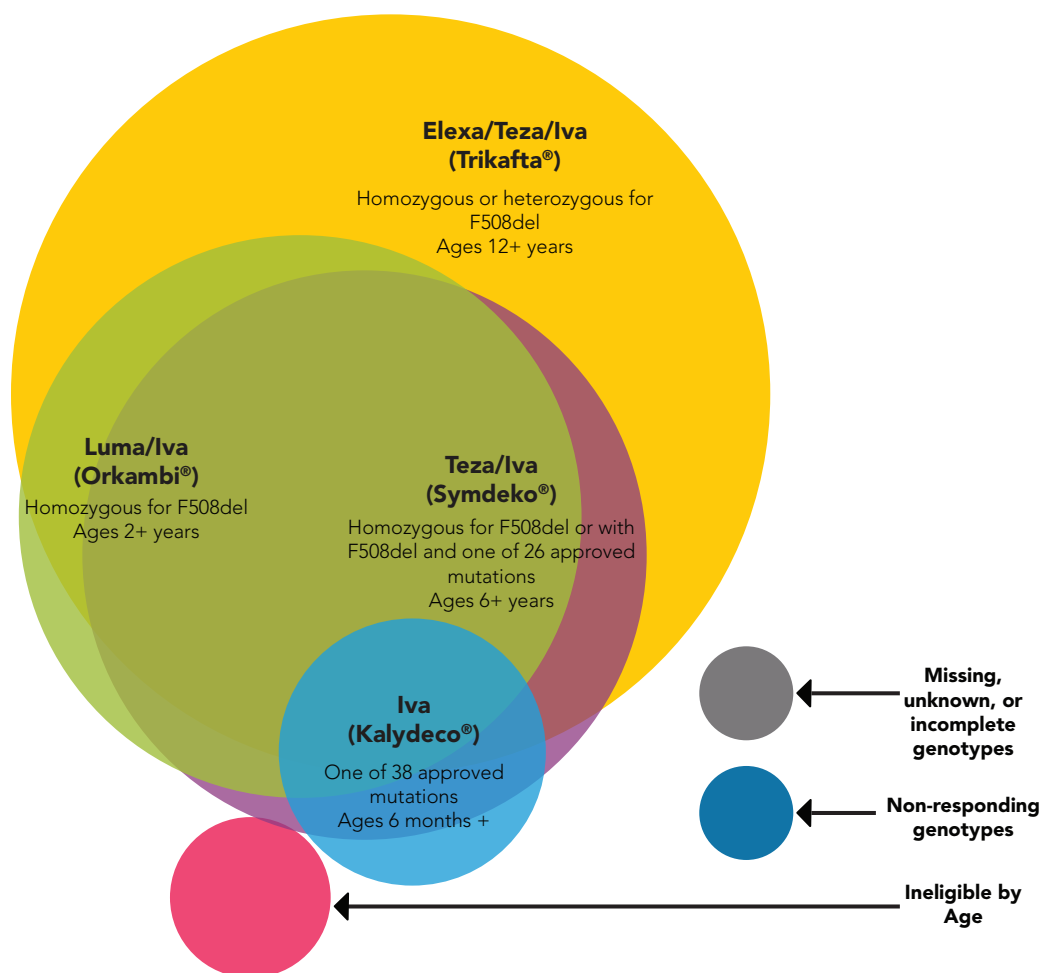 Elexa/Teza/Iva
(Trikafta®)
Homozygous or heterozygous for
F508del
Ages 12+ years
Luma/Iva
(Orkambi®)
Homozygous for F508del
Ages 2+ years
Teza/Iva
(Symdeko®)
Homozygous for F508del or with
F508del and one of 26 approved
mutations
Ages 6+ years
Iva
(Kalydeco®)
One of 38 approved
mutations
Ages 6 months +
Missing,
unknown, or
incomplete
genotypes
Non-responding
genotypes
Ineligible by
Age